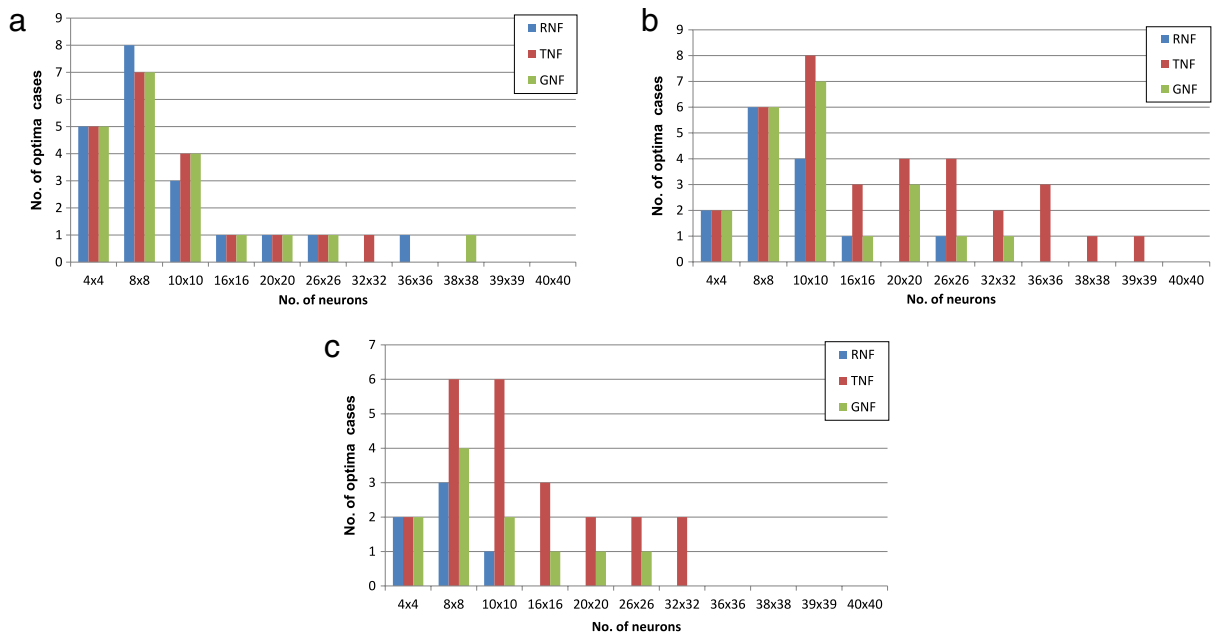 a
9
8
7
6
5
4
3
2
1
0
No. of optima cases
4x4 8x8 10x10 16x16 20x20 26x26 32x32 36x36 38x38 39x39 40x40
No. of neurons
RNF
TNF
GNF
b
9
8
7
6
5
4
3
2
1
0
No. of optima cases
4x4 8x8 10x10 16x16 20x20 26x26 32x32 36x36 38x38 39x39 40x40
No. of neurons
RNF
TNF
GNF
c
7
6
5
4
3
2
1
0
No. of optima cases
4x4 8x8 10x10 16x16 20x20 26x26 32x32 36x36 38x38 39x39 40x40
No. of neurons
RNF
TNF
GNF